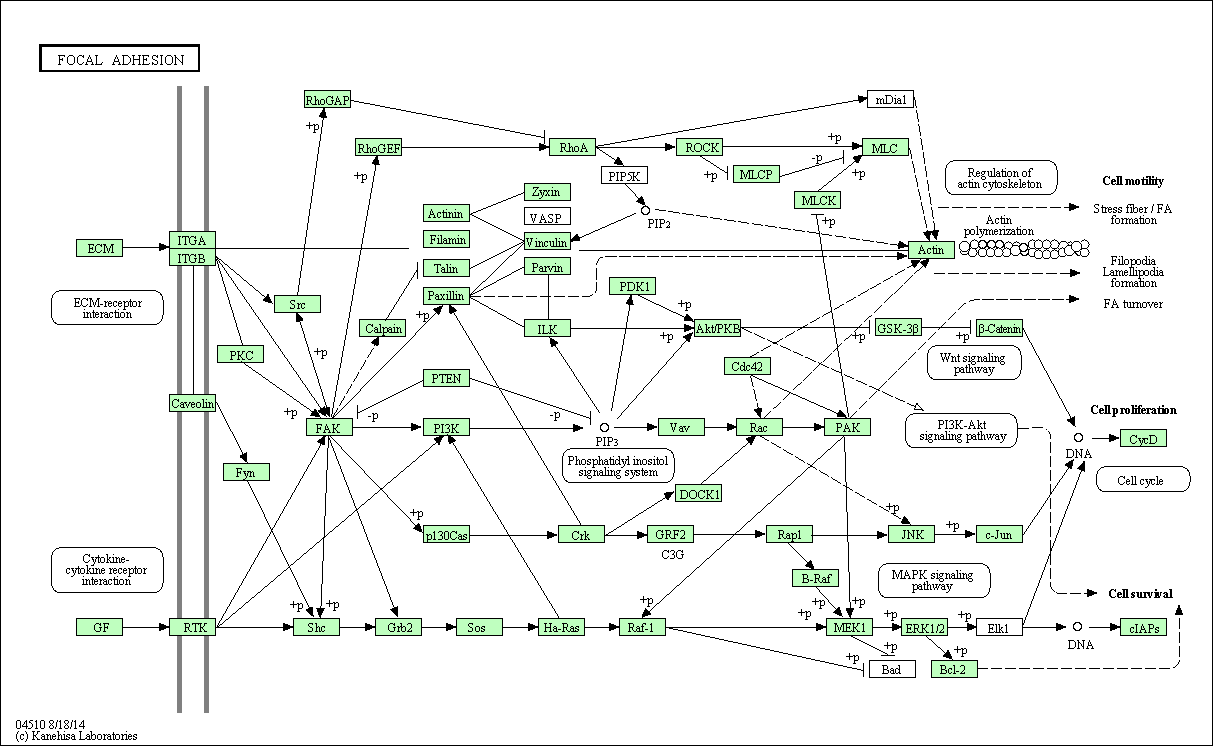 FOCAL ADHESION
RhoGAP
mDia1
+p
RhoGEF
RhoA
ROCK
+p
MLC
-p
+p
PIP5K
+p
MLCP
+p
Regulation of
actin cytoskeleton
Cell motility
Zyxin
MLCK
Actinin
VASP
PIP2
+p
Stress fiber / FA
formation
ECM
ITGA
ITGB
Filamin
Vinculin
Actin
Actin
polymerization
Talin
Parvin
Filopodia
Lamellipodia
formation
ECM-receptor
interaction
Src
Paxillin
PDK1
+p
FA turnover
+p
Calpain
ILK
+p
Akt/PKB
+p
GSK-3β
+p
β-Catenin
PKC
+p
Cdc42
Wnt signaling
pathway
PTEN
Caveolin
+p
-p
-p
Cell proliferation
FAK
PI3K
PIP3
Vav
Rac
PAK
PI3K-Akt
signaling pathway
DNA
CycD
Fyn
Phosphatidyl inositol
signaling system
Cell cycle
DOCK1
+p
+p
p130Cas
Crk
GRF2
C3G
Rap1
JNK
+p
c-Jun
Cytokine-
cytokine receptor
interaction
B-Raf
MAPK signaling
pathway
Cell survival
+p
+p
+p
+p
+p
+p
+p
+p
GF
RTK
Shc
Grb2
Sos
Ha-Ras
Raf-1
MEK1
ERK1/2
Elk1
DNA
cIAPs
+p
+p
+p
Bad
Bcl-2
04510 8/18/14
(c) Kanehisa Laboratories